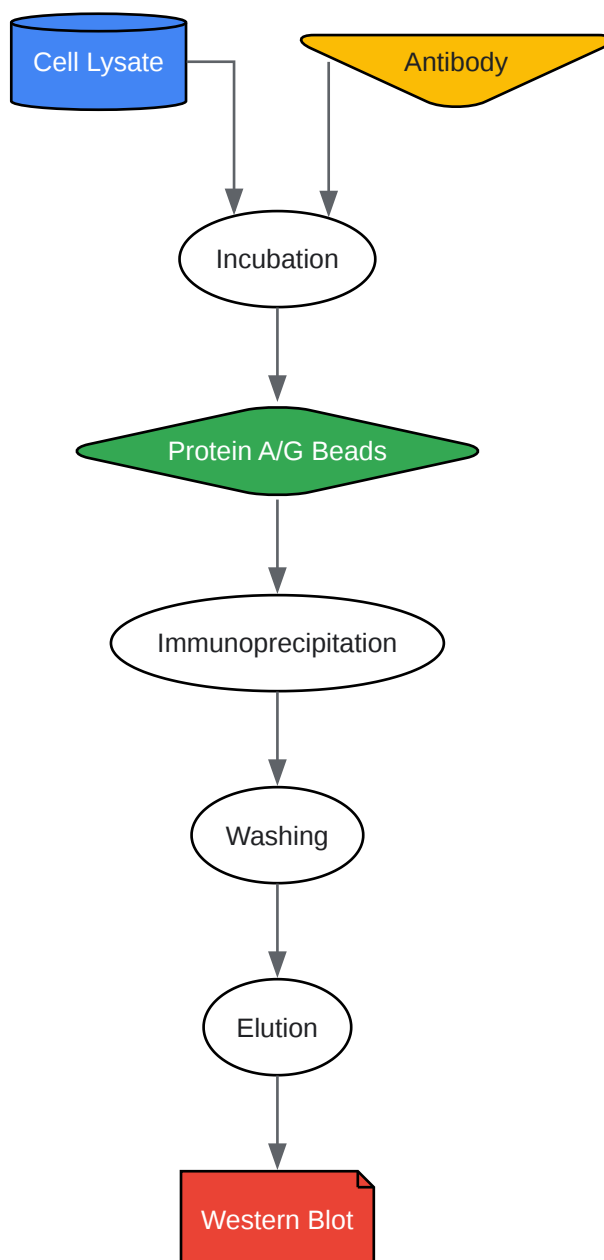 Cell Lysate
Antibody
Incubation
Protein A/G Beads
Immunoprecipitation
Washing
Elution
Western Blot